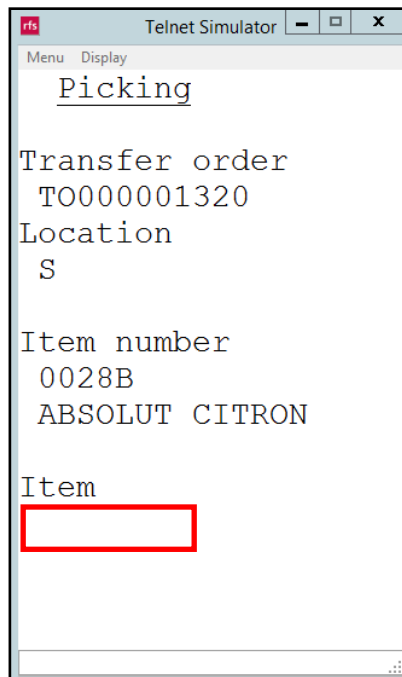 rfs Telnet Simulator
Menu Display
Picking
Transfer order
TO000001320
Location
S
Item number
0028B
ABSOLUT CITRON
Item